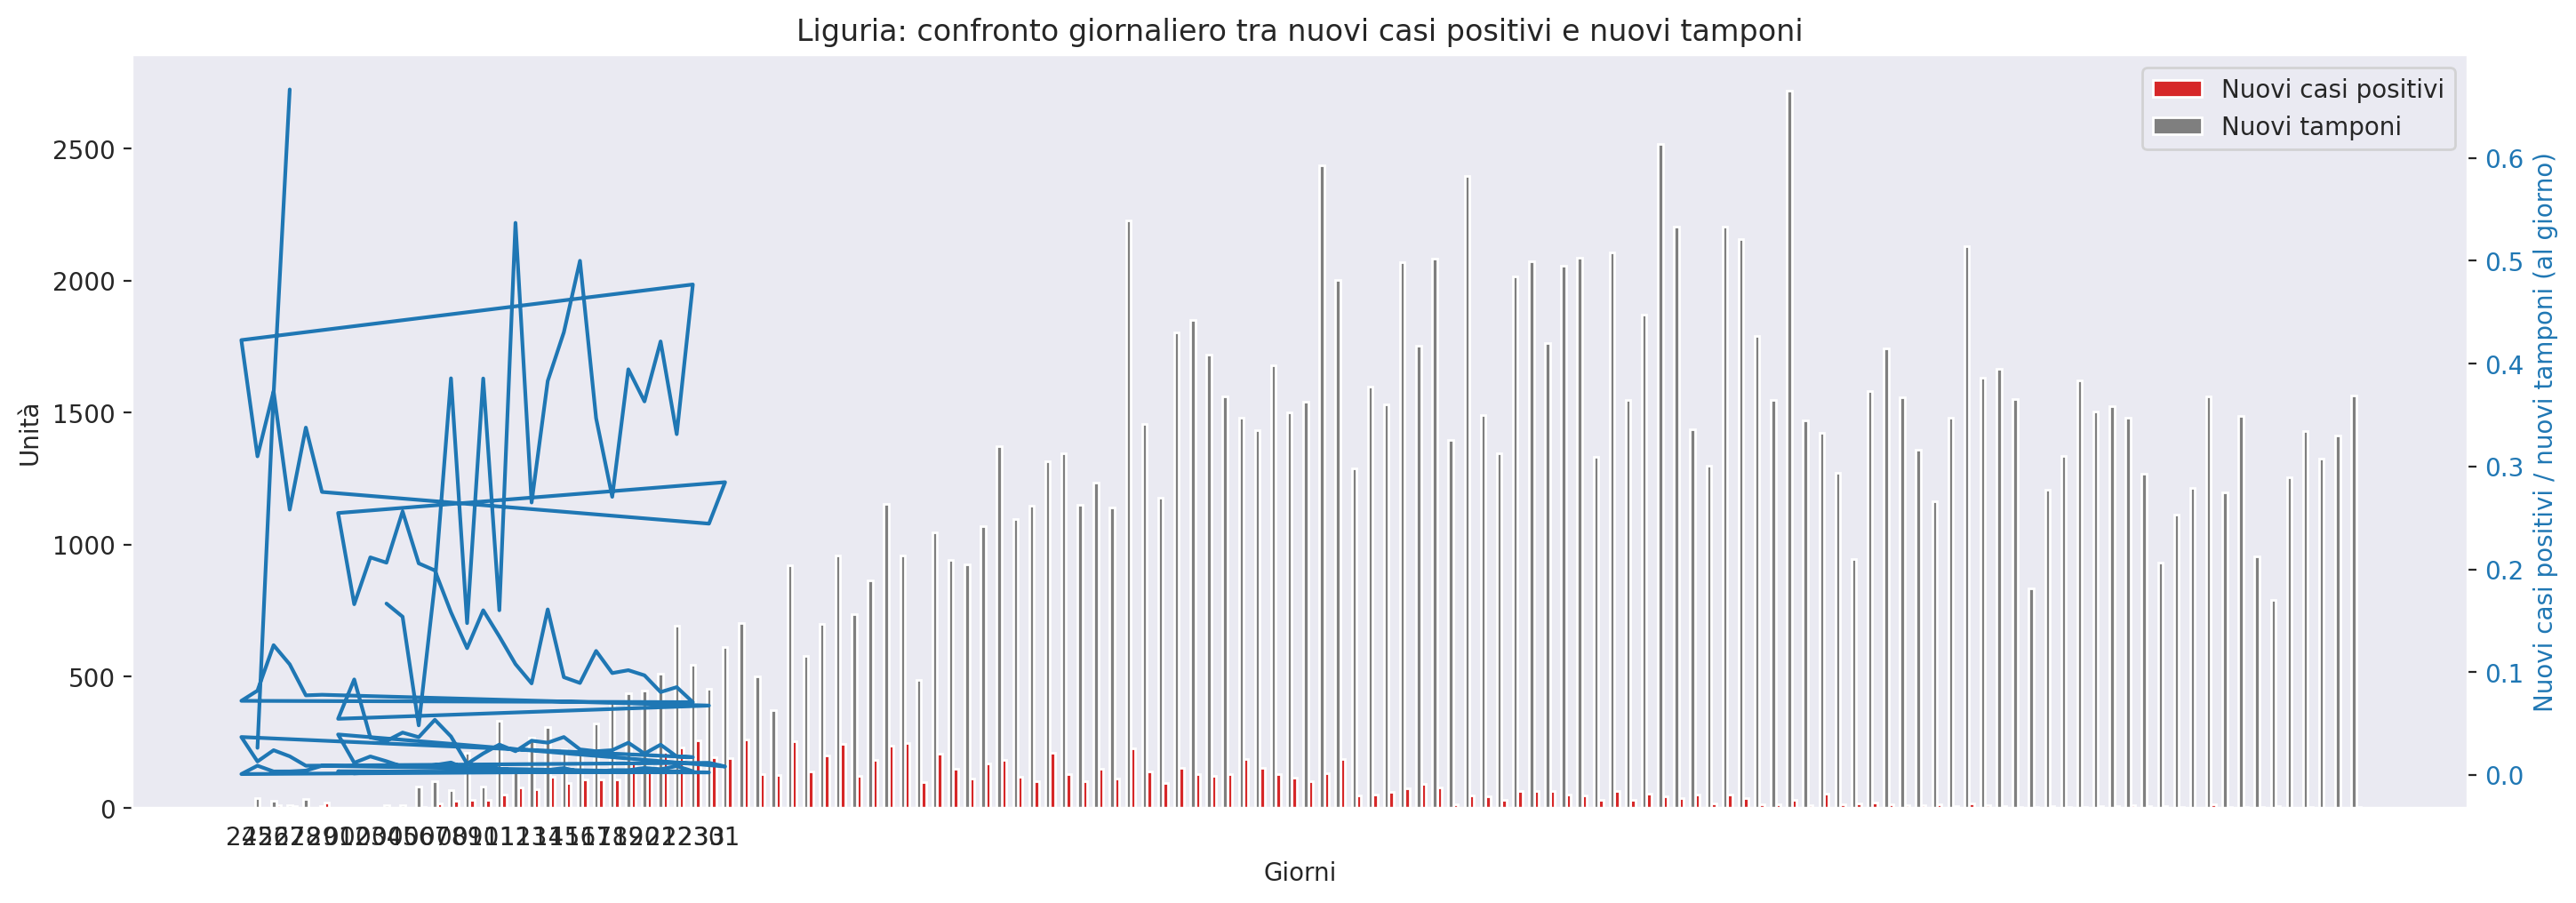 Liguria: confronto giornaliero tra nuovi casi positivi e nuovi tamponi
Nuovi casi positivi
Nuovi tamponi
Unità
2500
2000
1500
1000
500
0
0.6
0.5
0.4
0.3
0.2
0.1
0.0
Nuovi casi positivi / nuovi tamponi (al giorno)
Giorni